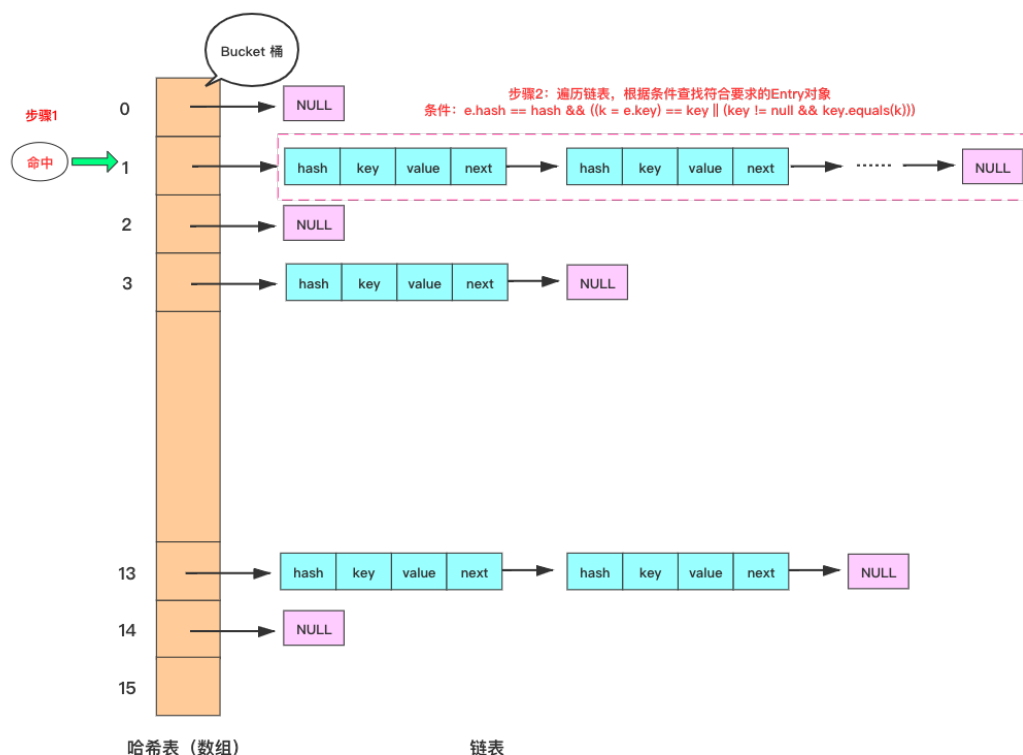 Bucket 桶
步骤2：遍历链表，根据条件查找符合要求的Entry对象
条件：e.hash == hash && ((k = e.key) == key || (key != null && key.equals(k)))
步骤1
命中
0
NULL
1
hash key value next
hash key value next
......
NULL
2
NULL
3
hash key value next
NULL
13
hash key value next
hash key value next
NULL
14
NULL
15
哈希表（数组）
链表